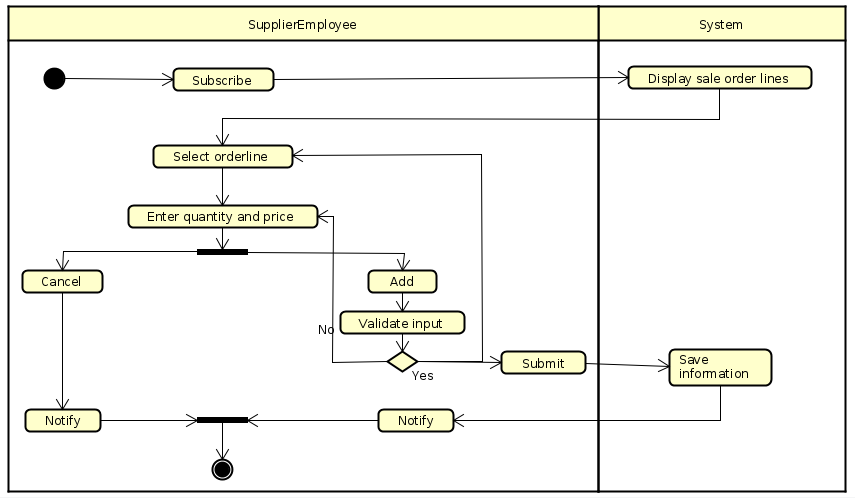 SupplierEmployee
System
Subscribe
Display sale order lines
Select orderline
Enter quantity and price
Cancel
Add
Validate input
No
Yes
Submit
Save
information
Notify
Notify